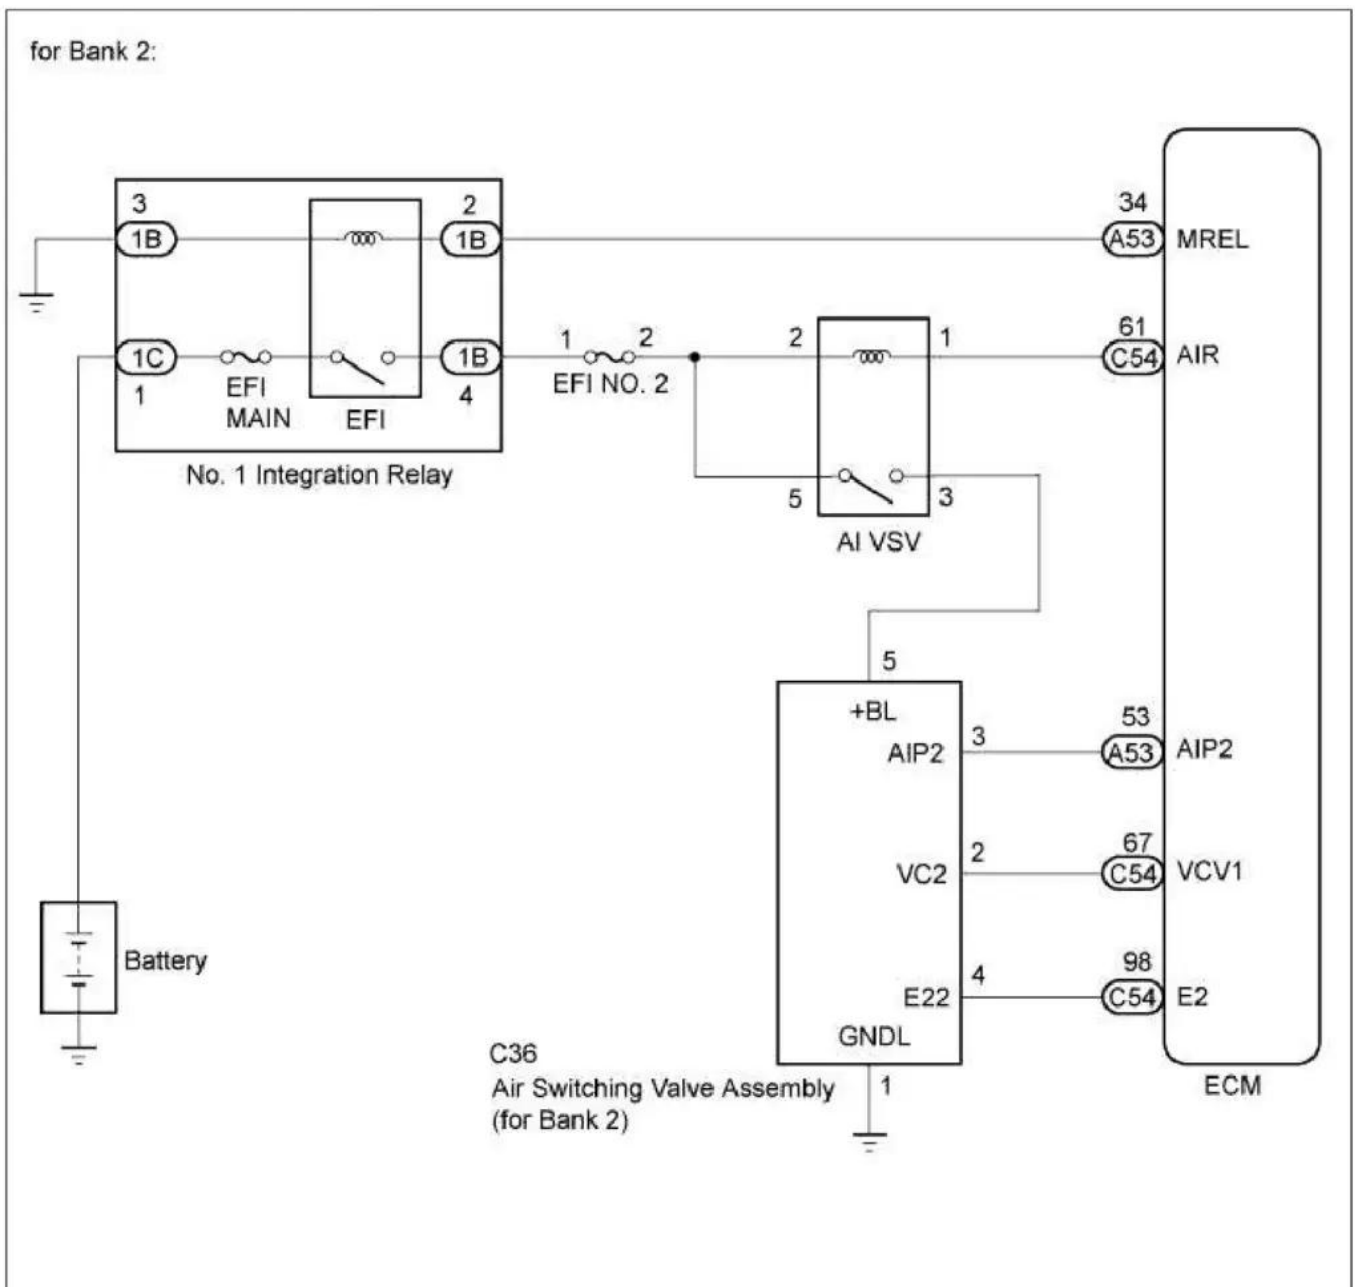 for Bank 2:
3
2
34
1B
1B
A53
MREL
1
2
2
1
61
1C
1B
C54
AIR
1
EFI
MAIN
EFI
4
EFI NO. 2
No. 1 Integration Relay
5
3
AI VSV
5
+BL
AIP2
3
53
A53
AIP2
VC2
2
67
C54
VCV1
Battery
E22
4
98
C54
E2
GNDL
C36
Air Switching Valve Assembly
(for Bank 2)
1
ECM